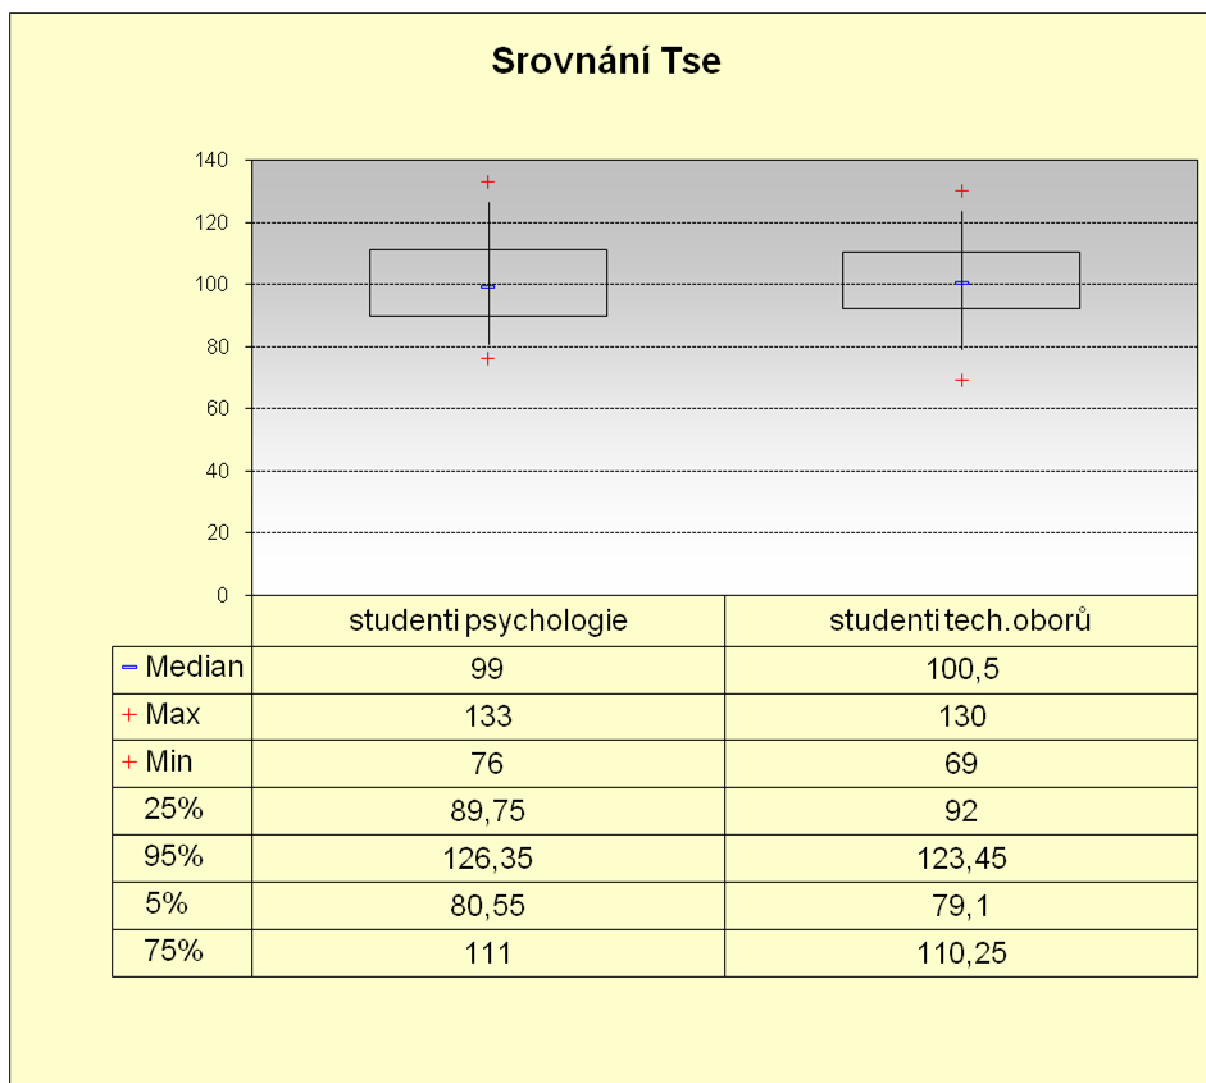 Srovnání Tse
140
120
100
80
60
40
20
0
studenti psychologie studenti tech.oborů
Median 99 100,5
Max 133 130
Min 76 69
25% 89,75 92
95% 126,35 123,45
5% 80,55 79,1
75% 111 110,25